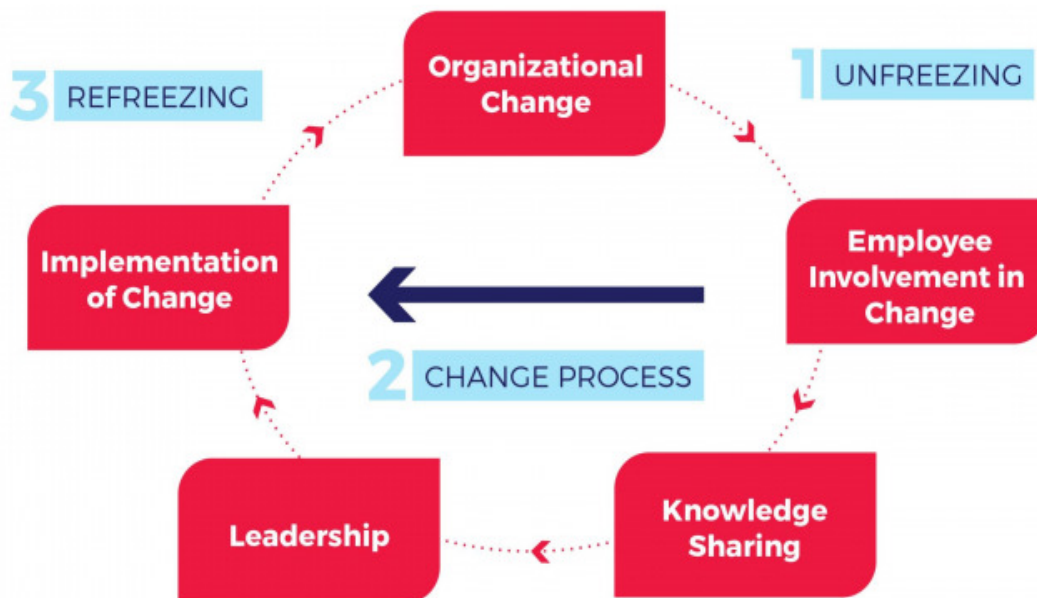 Organizational
Change
1 UNFREEZING
3 REFREEZING
Employee
Involvement in
Change
Implementation
of Change
2 CHANGE PROCESS
Knowledge
Sharing
Leadership